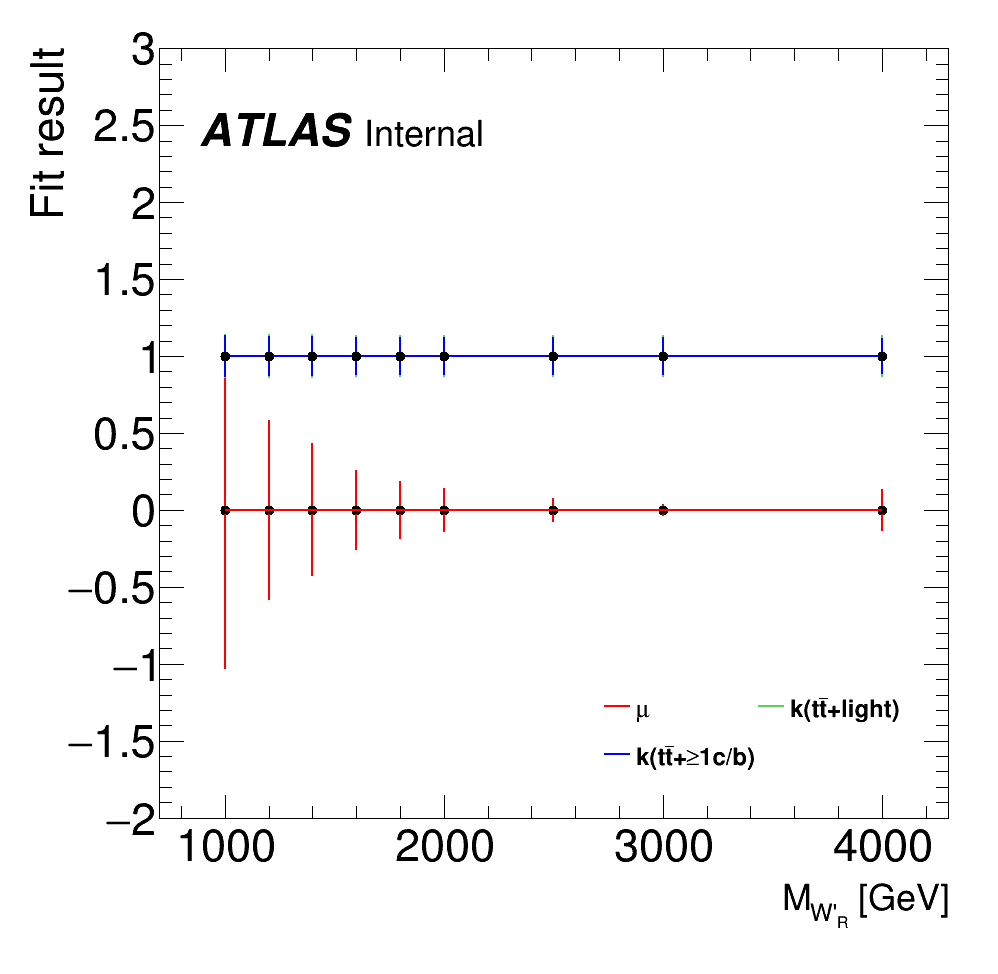 Fit result
3
2.5
2
1.5
1
0.5
0
−0.5
−1
−1.5
−2
ATLAS Internal
μ
k(tt̄+light)
k(tt̄+≥1c/b)
1000 2000 3000 4000
M_W'_R [GeV]